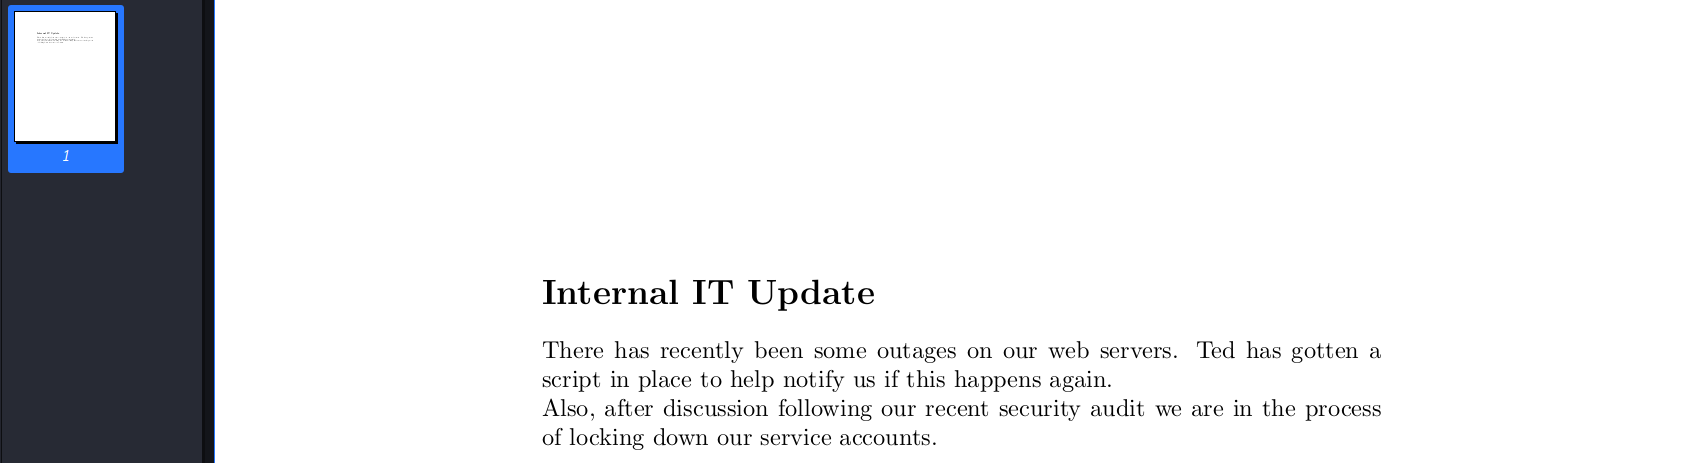 1
Internal IT Update
There has recently been some outages on our web servers. Ted has gotten a
script in place to help notify us if this happens again.
Also, after discussion following our recent security audit we are in the process
of locking down our service accounts.